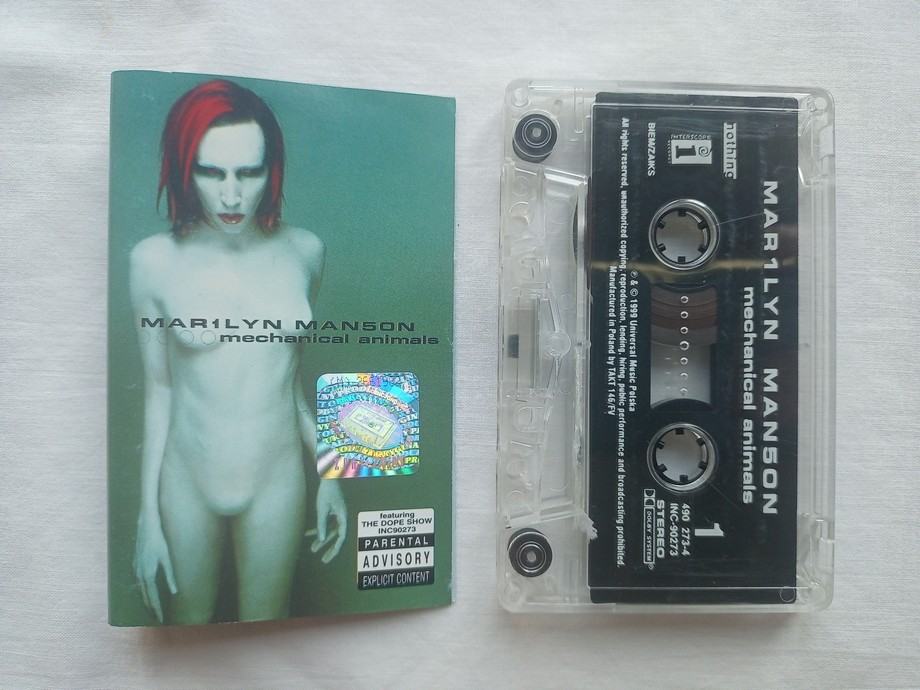 MAR1LYN MAN5ON
mechanical animals
featuring
THE DOPE SHOW
INC90273
PARENTAL
ADVISORY
EXPLICIT CONTENT
MAR1LYN MAN5ON
mechanical animals
nothing
INTERSCOPE
RECORDS
BIEM/ZAIKS
1
490 273-4
INC-90273
STEREO
DOLBY SYSTEM
℗ & © 1999 Universal Music Polska
All rights reserved, unauthorized copying, reproduction, lending, hiring, public performance and broadcasting prohibited.
Manufactured in Poland by TAKT 146/FV